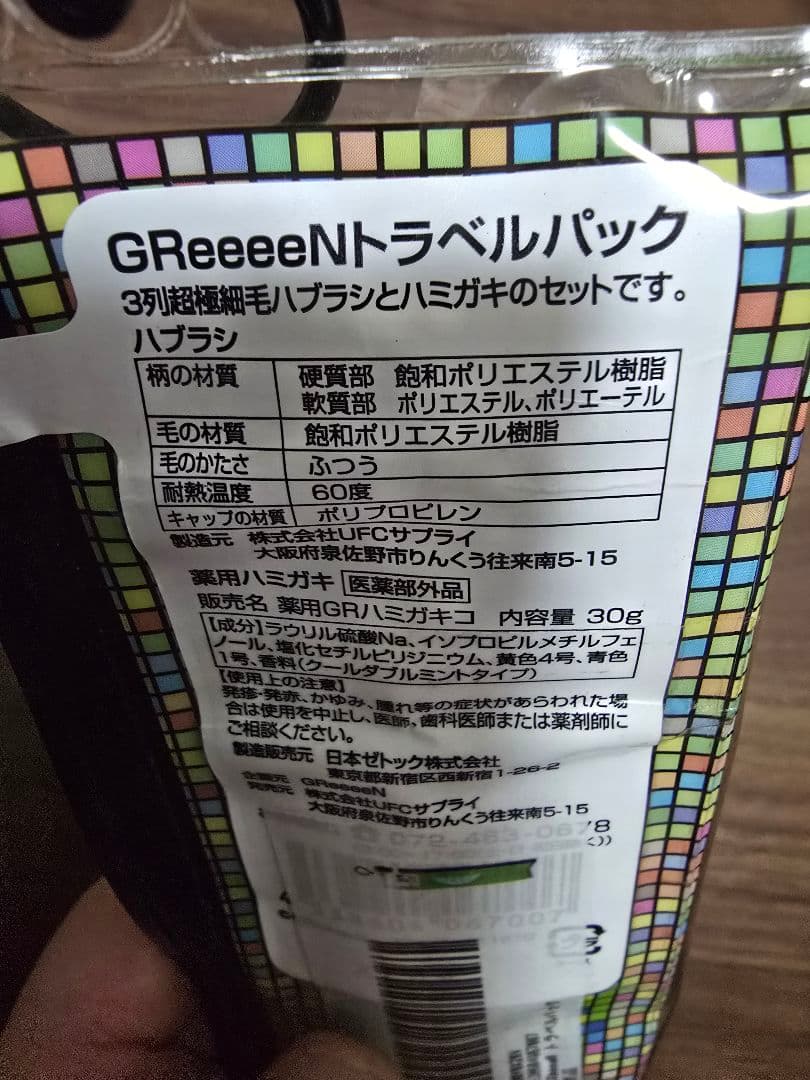 GReeeeNトラベルパック
3列超極細毛ハブラシとハミガキのセットです。
ハブラシ
柄の材質 硬質部 飽和ポリエステル樹脂
軟質部 ポリエステル、ポリエーテル
毛の材質 飽和ポリエステル樹脂
毛のかたさ ふつう
耐熱温度 60度
キャップの材質 ポリプロピレン
製造元 株式会社UFCサプライ
大阪府泉佐野市りんくう往来南5-15
薬用ハミガキ 医薬部外品
販売名 薬用GRハミガキコ 内容量 30g
【成分】ラウリル硫酸Na、イソプロピルメチルフェ
ノール、塩化セチルピリジニウム、黄色4号、青色
1号、香料(クールダブルミントタイプ)
【使用上の注意】
発疹・発赤、かゆみ、腫れ等の症状があらわれた場
合は使用を中止し、医師、歯科医師または薬剤師に
ご相談ください。
製造販売元 日本ゼトック株式会社
東京都新宿区西新宿1-26-2
企画元 GReeeeN
発売元 株式会社UFCサプライ
大阪府泉佐野市りんくう往来南5-15
☎072-463-0678